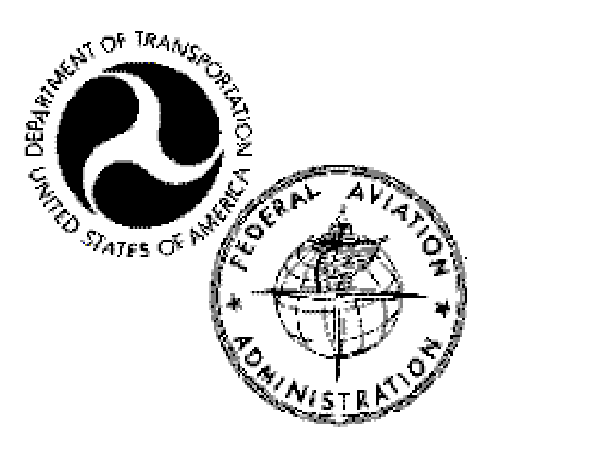 DEPARTMENT OF TRANSPORTATION
UNITED STATES OF AMERICA
FEDERAL AVIATION
ADMINISTRATION